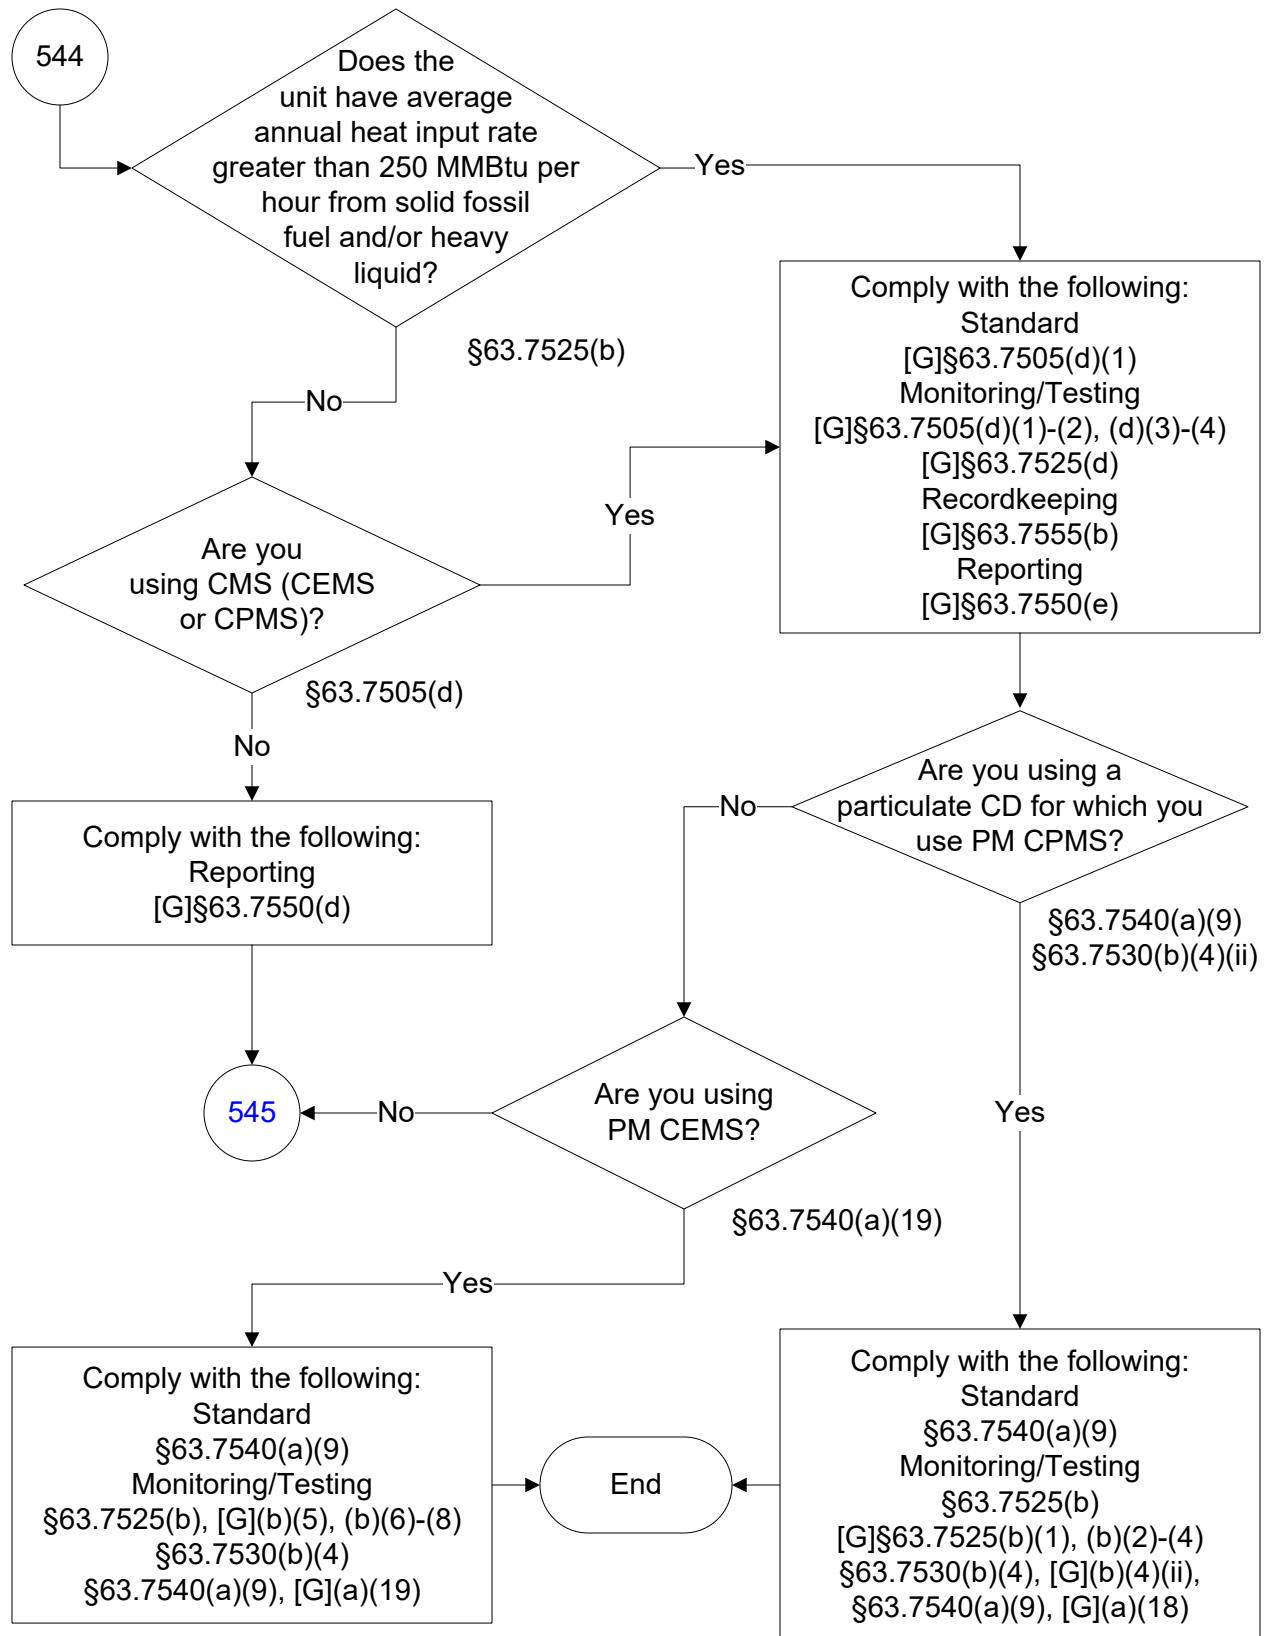 544
Does the
unit have average
annual heat input rate
greater than 250 MMBtu per
hour from solid fossil
fuel and/or heavy
liquid?
Yes
§63.7525(b)
No
Comply with the following:
Standard
[G]§63.7505(d)(1)
Monitoring/Testing
[G]§63.7505(d)(1)-(2), (d)(3)-(4)
[G]§63.7525(d)
Recordkeeping
[G]§63.7555(b)
Reporting
[G]§63.7550(e)
Are you
using CMS (CEMS
or CPMS)?
Yes
§63.7505(d)
No
Comply with the following:
Reporting
[G]§63.7550(d)
Are you using a
particulate CD for which you
use PM CPMS?
No
§63.7540(a)(9)
§63.7530(b)(4)(ii)
Yes
545
No
Are you using
PM CEMS?
§63.7540(a)(19)
Yes
Comply with the following:
Standard
§63.7540(a)(9)
Monitoring/Testing
§63.7525(b), [G](b)(5), (b)(6)-(8)
§63.7530(b)(4)
§63.7540(a)(9), [G](a)(19)
End
Comply with the following:
Standard
§63.7540(a)(9)
Monitoring/Testing
§63.7525(b)
[G]§63.7525(b)(1), (b)(2)-(4)
§63.7530(b)(4), [G](b)(4)(ii),
§63.7540(a)(9), [G](a)(18)